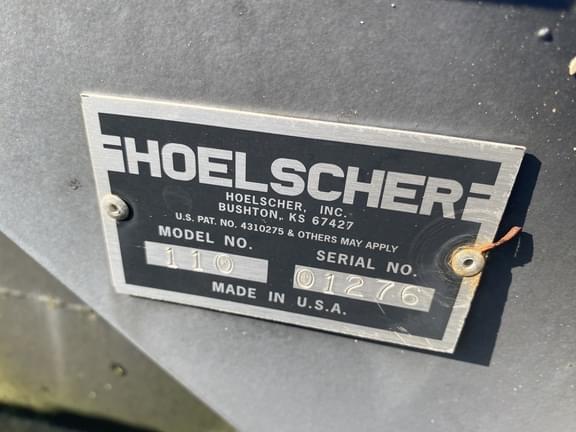 HOELSCHER
HOELSCHER, INC.
BUSHTON, KS 67427
U.S. PAT. NO. 4310275 & OTHERS MAY APPLY
MODEL NO. SERIAL NO.
110 01276
MADE IN U.S.A.